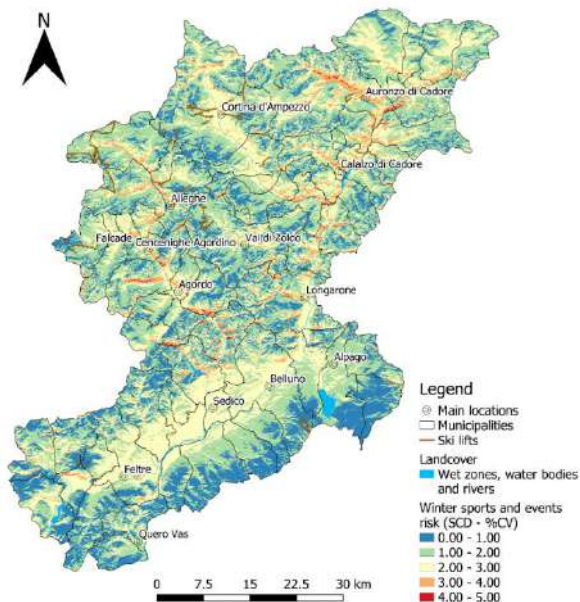 N
Auronzo di Cadore
Cortina d'Ampezzo
Calalzo di Cadore
Alleghe
Falcade
Cencenighe Agordino
Val di Zoldo
Agordo
Longarone
Alpago
Belluno
Sedico
Feltre
Quero Vas
Legend
Main locations
Municipalities
Ski lifts
Landcover
Wet zones, water bodies
and rivers
Winter sports and events
risk (SCD - %CV)
0.00 - 1.00
1.00 - 2.00
2.00 - 3.00
3.00 - 4.00
4.00 - 5.00
0 7.5 15 22.5 30 km